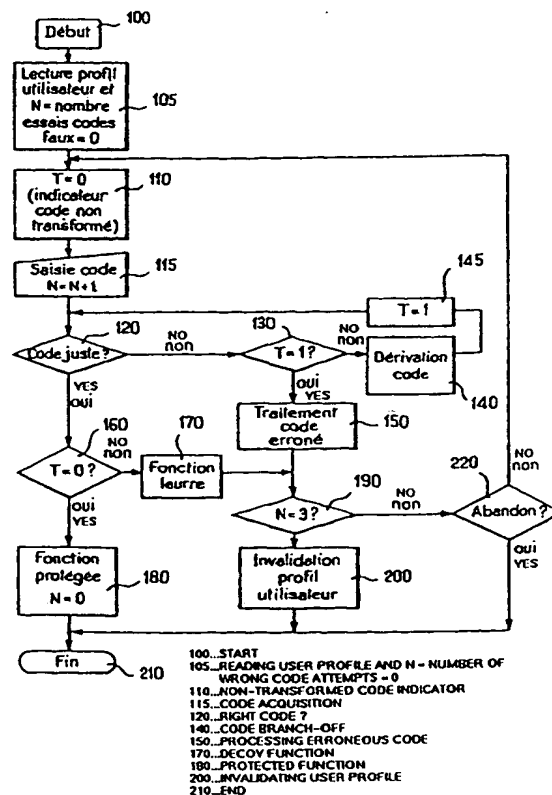 Début
100
Lecture profil
utilisateur et
N = nombre
essais codes
faux = 0
105
T = 0
(indicateur
code non
transformé)
110
Saisie code
N = N+1
115
145
T = 1
120
Code juste ?
NO
non
130
T = 1 ?
NO
non
Dérivation
code
140
YES
OUI
OUI
YES
Traitement
code
erroné
150
160
T = 0 ?
NO
non
170
Fonction
leurre
190
N = 3 ?
NO
non
220
Abandon ?
NO
non
OUI
YES
OUI
YES
OUI
YES
Fonction
protégée
N = 0
180
Invalidation
profil
utilisateur
200
Fin
210
100...START
105...READING USER PROFILE AND N – NUMBER OF
WRONG CODE ATTEMPTS = 0
110...NON-TRANSFORMED CODE INDICATOR
115...CODE ACQUISITION
120...RIGHT CODE ?
140...CODE BRANCH-OFF
150...PROCESSING ERRONEOUS CODE
170...DECOY FUNCTION
180...PROTECTED FUNCTION
200...INVALIDATING USER PROFILE
210...END